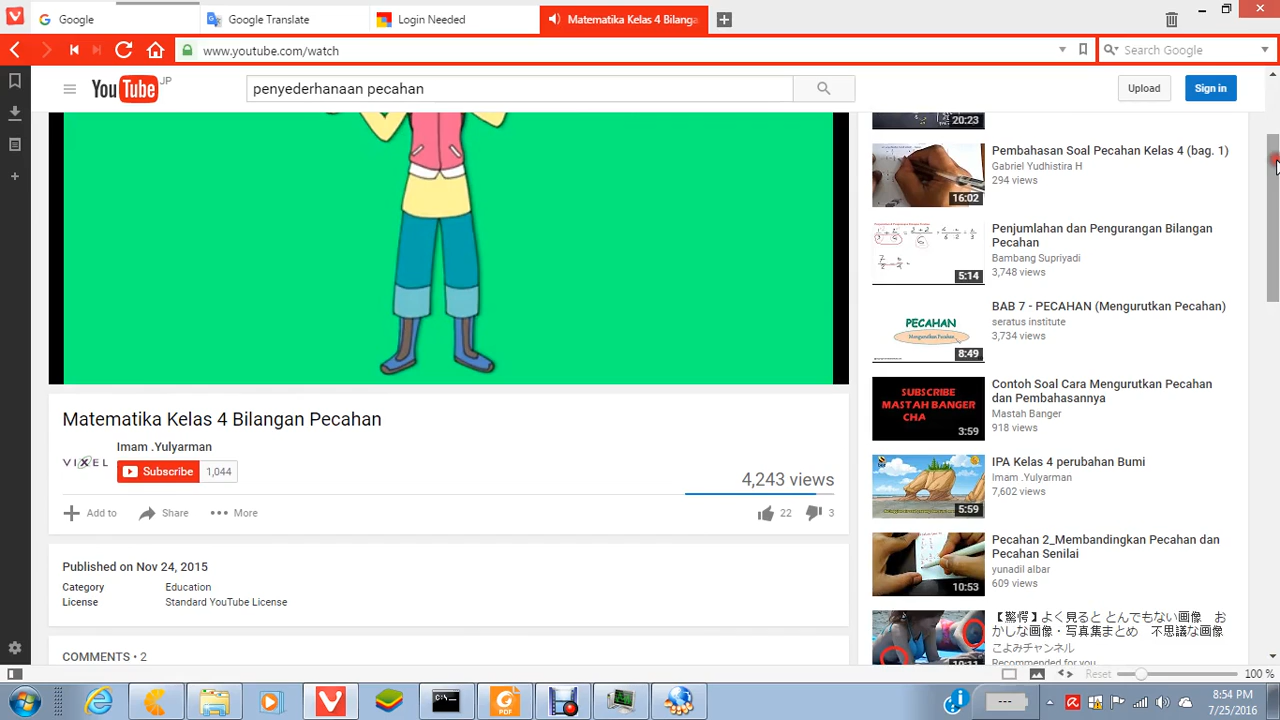 Google
Google Translate
Login Needed
Matematika Kelas 4 Bilanga
www.youtube.com/watch
Search Google
YouTube JP
penyederhanaan pecahan
Upload
Sign in
20:23
Pembahasan Soal Pecahan Kelas 4 (bag. 1)
Gabriel Yudhistira H
294 views
16:02
Penjumlahan dan Pengurangan Bilangan
Pecahan
Bambang Supriyadi
3,748 views
5:14
BAB 7 - PECAHAN (Mengurutkan Pecahan)
seratus institute
3,734 views
PECAHAN
Mengurutkan Pecahan
8:49
Contoh Soal Cara Mengurutkan Pecahan
dan Pembahasannya
Mastah Banger
918 views
SUBSCRIBE
MASTAH BANGER
CHA
3:59
IPA Kelas 4 perubahan Bumi
Imam .Yulyarman
7,602 views
5:59
Pecahan 2_Membandingkan Pecahan dan
Pecahan Senilai
yunadil albar
609 views
10:53
【驚愕】よく見ると とんでもない画像 お
かしな画像・写真集まとめ 不思議な画像
こよみチャンネル
Recommended for you
10:11
Matematika Kelas 4 Bilangan Pecahan
VIXEL
Imam .Yulyarman
Subscribe
1,044
4,243 views
Add to
Share
More
22
3
Published on Nov 24, 2015
Category
Education
License
Standard YouTube License
COMMENTS • 2
Reset
100 %
PDF
8:54 PM
7/25/2016